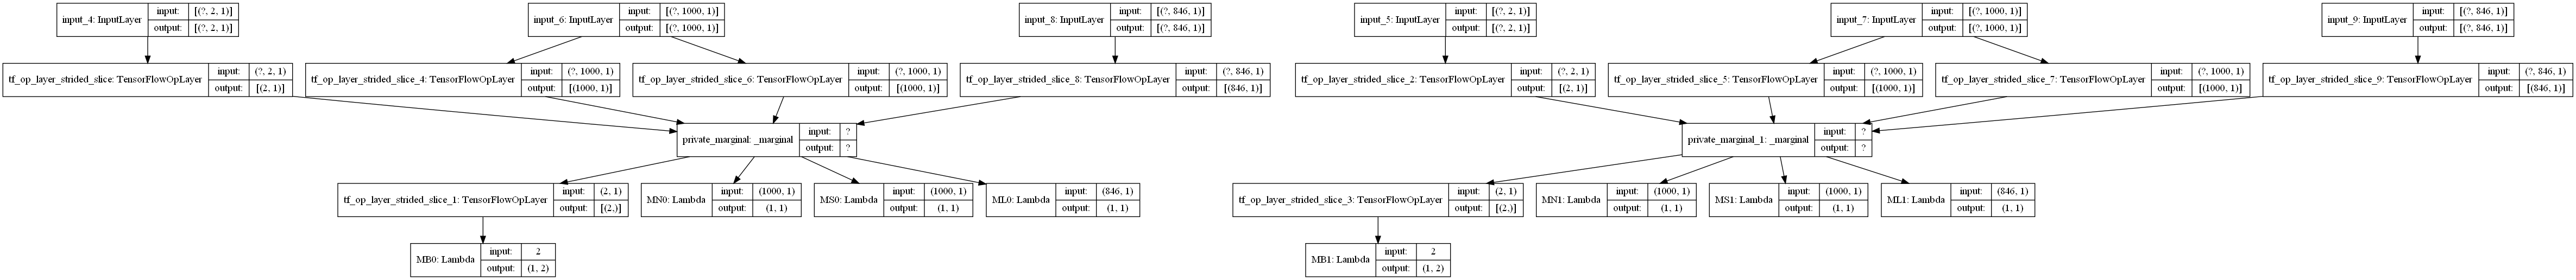 input_4: InputLayer input: [(?, 2, 1)] output: [(?, 2, 1)]
input_6: InputLayer input: [(?, 1000, 1)] output: [(?, 1000, 1)]
input_8: InputLayer input: [(?, 846, 1)] output: [(?, 846, 1)]
input_5: InputLayer input: [(?, 2, 1)] output: [(?, 2, 1)]
input_7: InputLayer input: [(?, 1000, 1)] output: [(?, 1000, 1)]
input_9: InputLayer input: [(?, 846, 1)] output: [(?, 846, 1)]
tf_op_layer_strided_slice: TensorFlowOpLayer input: (?, 2, 1) output: [(2, 1)]
tf_op_layer_strided_slice_4: TensorFlowOpLayer input: (?, 1000, 1) output: [(1000, 1)]
tf_op_layer_strided_slice_6: TensorFlowOpLayer input: (?, 1000, 1) output: [(1000, 1)]
tf_op_layer_strided_slice_8: TensorFlowOpLayer input: (?, 846, 1) output: [(846, 1)]
tf_op_layer_strided_slice_2: TensorFlowOpLayer input: (?, 2, 1) output: [(2, 1)]
tf_op_layer_strided_slice_5: TensorFlowOpLayer input: (?, 1000, 1) output: [(1000, 1)]
tf_op_layer_strided_slice_7: TensorFlowOpLayer input: (?, 1000, 1) output: [(1000, 1)]
tf_op_layer_strided_slice_9: TensorFlowOpLayer input: (?, 846, 1) output: [(846, 1)]
private_marginal: _marginal input: ? output: ?
private_marginal_1: _marginal input: ? output: ?
tf_op_layer_strided_slice_1: TensorFlowOpLayer input: (2, 1) output: [(2,)]
MN0: Lambda input: (1000, 1) output: (1, 1)
MS0: Lambda input: (1000, 1) output: (1, 1)
ML0: Lambda input: (846, 1) output: (1, 1)
tf_op_layer_strided_slice_3: TensorFlowOpLayer input: (2, 1) output: [(2,)]
MN1: Lambda input: (1000, 1) output: (1, 1)
MS1: Lambda input: (1000, 1) output: (1, 1)
ML1: Lambda input: (846, 1) output: (1, 1)
MB0: Lambda input: 2 output: (1, 2)
MB1: Lambda input: 2 output: (1, 2)